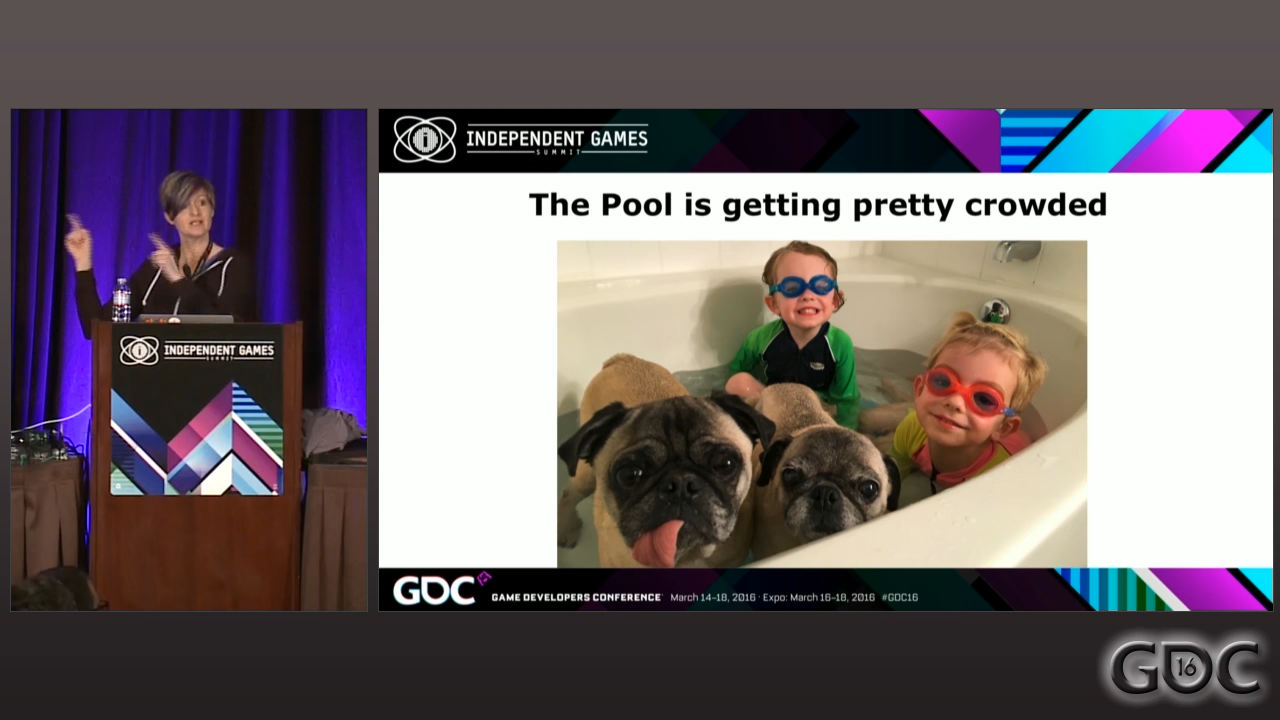 INDEPENDENT GAMES
SUMMIT
The Pool is getting pretty crowded
INDEPENDENT GAMES
SUMMIT
GDC
GAME DEVELOPERS CONFERENCE March 14-18, 2016 · Expo: March 16-18, 2016 #GDC16
GDC
16